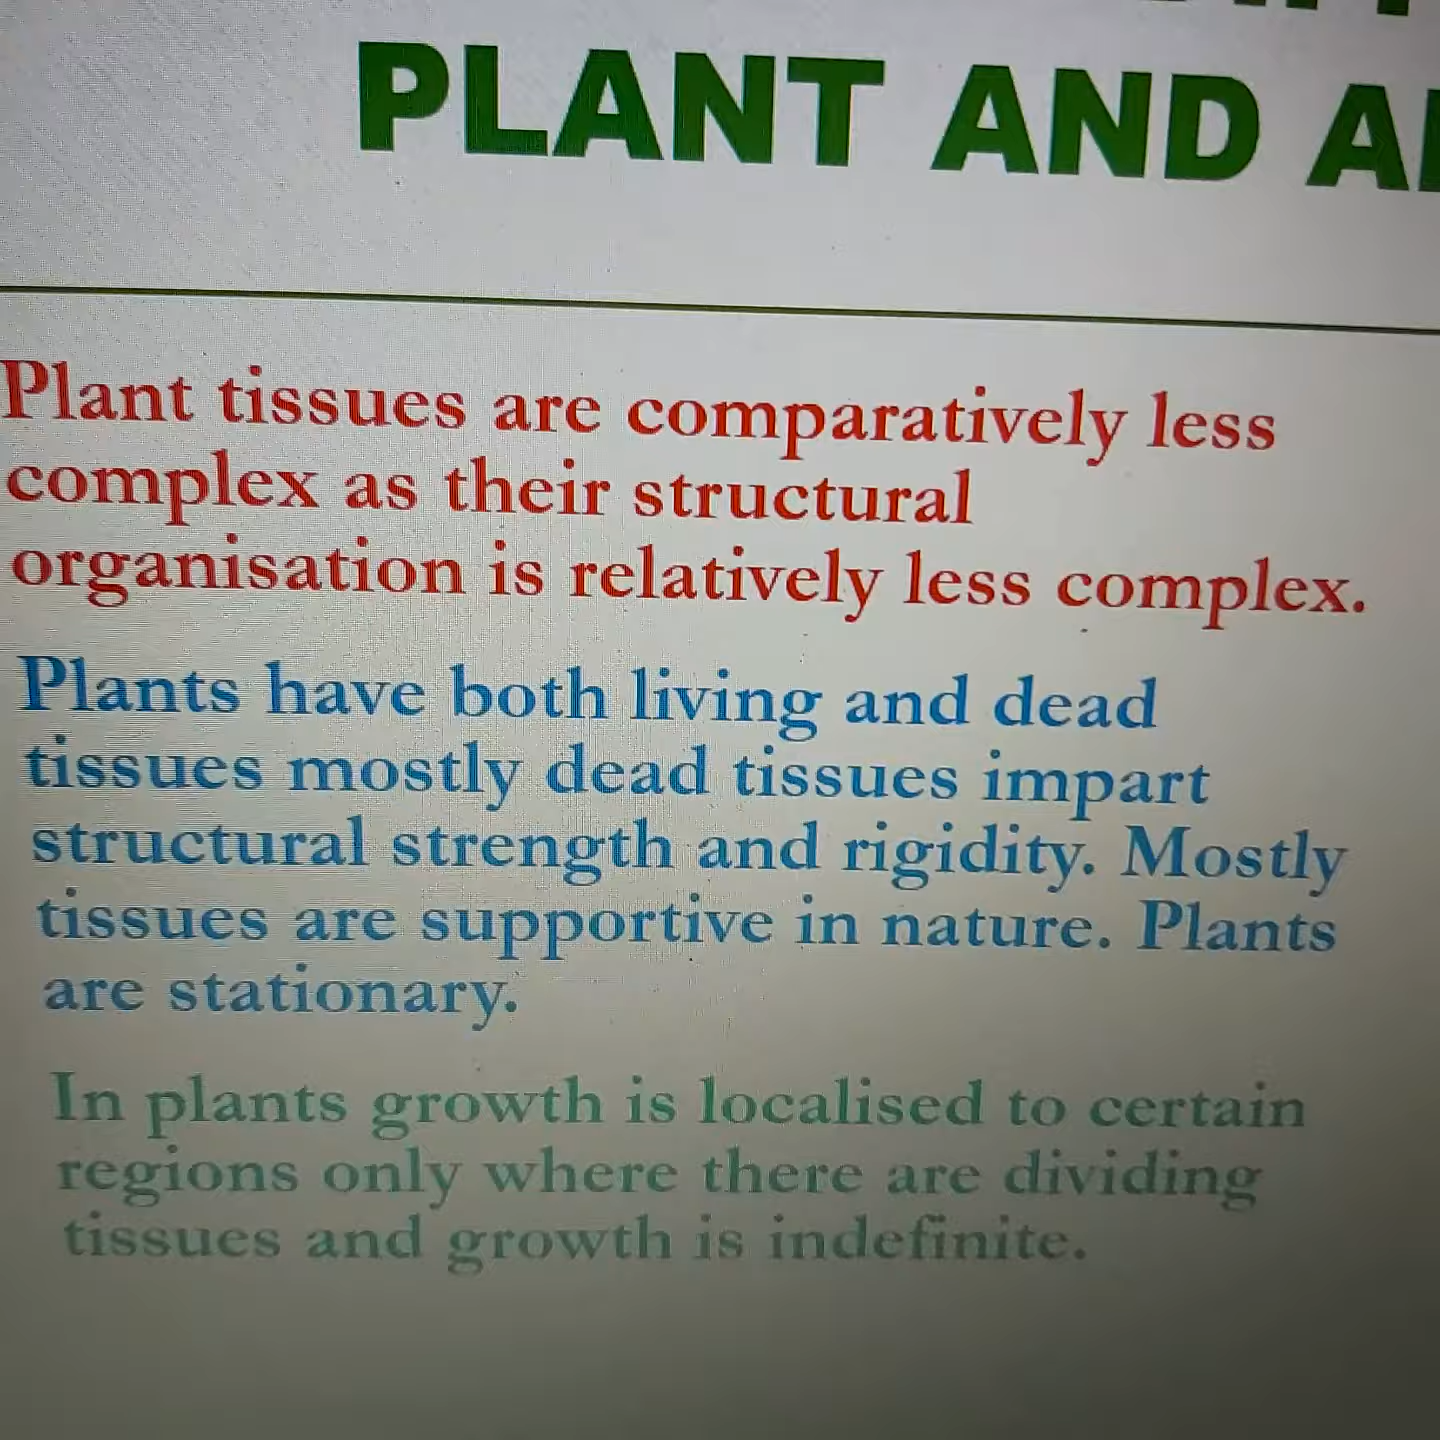 PLANT AND
Plant tissues are comparatively less
complex as their structural
organisation is relatively less complex.
Plants have both living and dead
tissues mostly dead tissues impart
structural strength and rigidity. Mostly
tissues are supportive in nature. Plants
are stationary.
In plants growth is localised to certain
regions only where there are dividing
tissues and growth is indefinite.